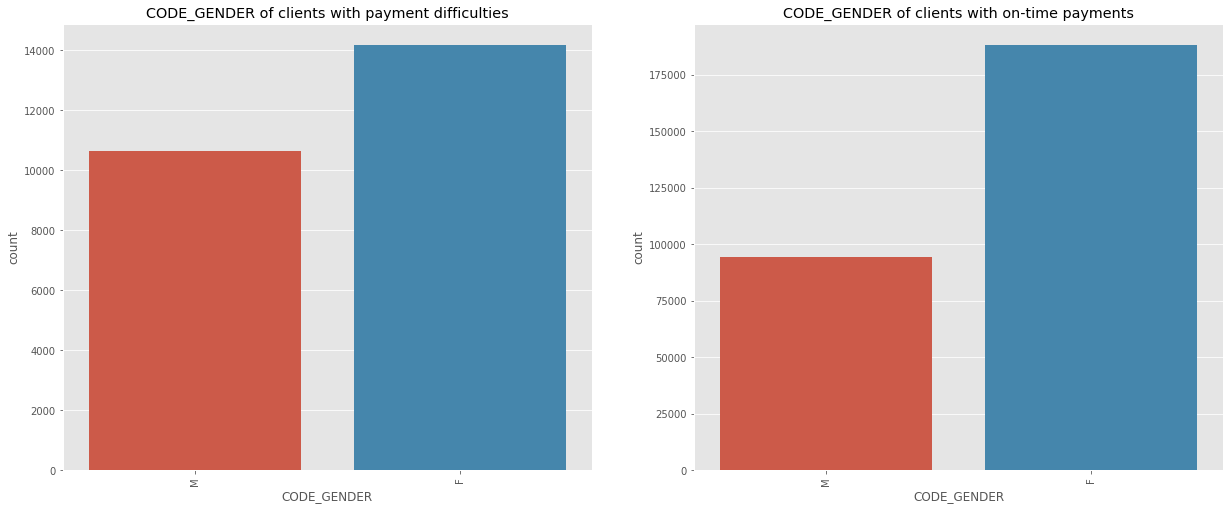 CODE_GENDER of clients with payment difficulties
14000
12000
10000
8000
6000
4000
2000
0
count
M
F
CODE_GENDER
CODE_GENDER of clients with on-time payments
175000
150000
125000
100000
75000
50000
25000
0
count
M
F
CODE_GENDER